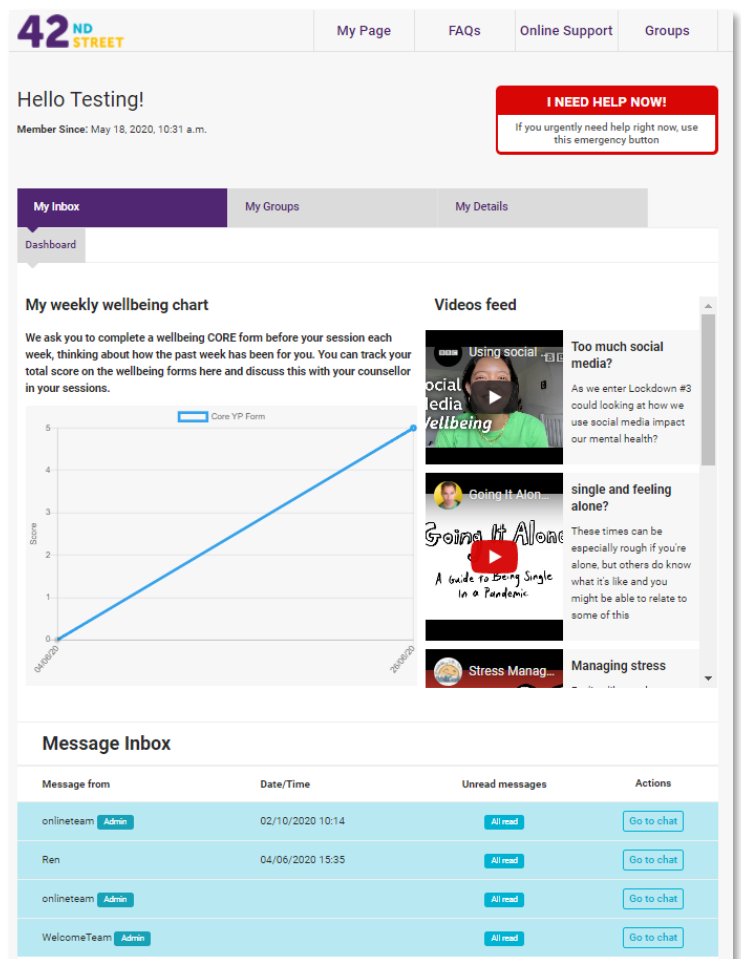 42 ND STREET
My Page FAQs Online Support Groups
Hello Testing!
Member Since: May 18, 2020, 10:31 a.m.
I NEED HELP NOW!
If you urgently need help right now, use
this emergency button
My Inbox My Groups My Details
Dashboard
My weekly wellbeing chart
We ask you to complete a wellbeing CORE form before your session each
week, thinking about how the past week has been for you. You can track your
total score on the wellbeing forms here and discuss this with your counsellor
in your sessions.
Core YP Form
5
4
3
2
1
0
Score
04/06/20
26/06/20
Videos feed
BBC Using social ...
ocial
Media
Wellbeing
Too much social
media?
As we enter Lockdown #3
could looking at how we
use social media impact
our mental health?
Going It Alon...
Going It Alone
A Guide to Being Single
In a Pandemic
single and feeling
alone?
These times can be
especially rough if you're
alone, but others do know
what it's like and you
might be able to relate to
some of this
Stress Manag...
Managing stress
Message Inbox
Message from Date/Time Unread messages Actions
onlineteam Admin 02/10/2020 10:14 All read Go to chat
Ren 04/06/2020 15:35 All read Go to chat
onlineteam Admin All read Go to chat
WelcomeTeam Admin All read Go to chat